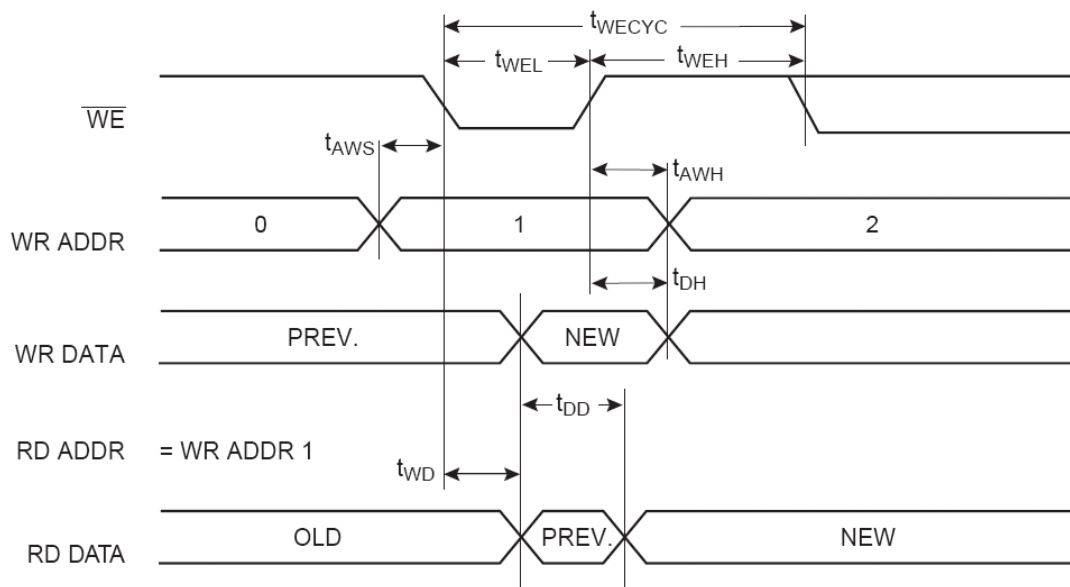 tWECYC
tWEL tWEH
WE
tAWS
tAWH
0 1 2
WR ADDR
tDH
PREV. NEW
WR DATA
tDD
RD ADDR = WR ADDR 1
tWD
OLD PREV. NEW
RD DATA